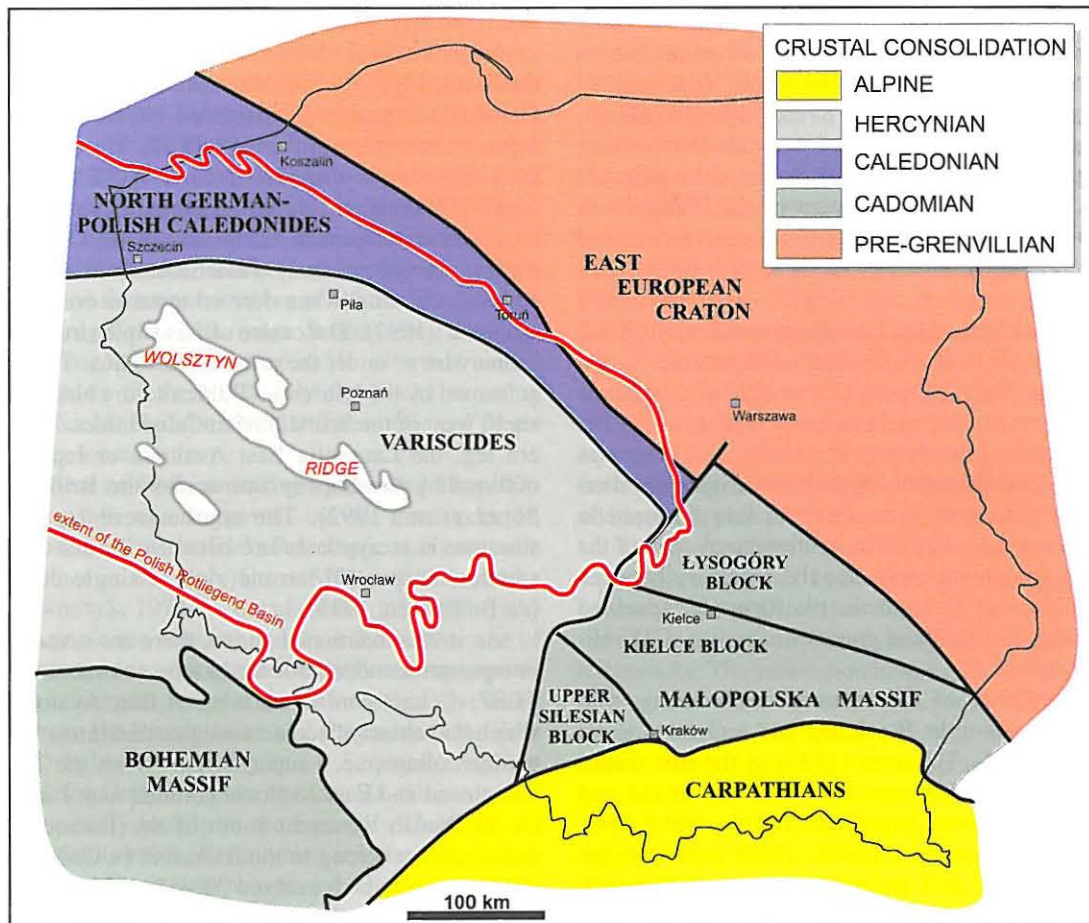 CRUSTAL CONSOLIDATION
ALPINE
HERCYNIAN
CALEDONIAN
CADOMIAN
PRE-GRENVILLIAN
Koszalin
NORTH GERMAN-
POLISH CALEDONIDES
Szczecin
EAST
EUROPEAN
CRATON
Piła
Toruń
WOLSZTYN
Poznań
Warszawa
VARISCIDES
RIDGE
extent of the Polish Rotliegend Basin
Wrocław
ŁYSOGÓRY
BLOCK
Kielce
KIELCE BLOCK
UPPER
SILESIAN
BLOCK
MAŁOPOLSKA MASSIF
Kraków
BOHEMIAN
MASSIF
CARPATHIANS
100 km